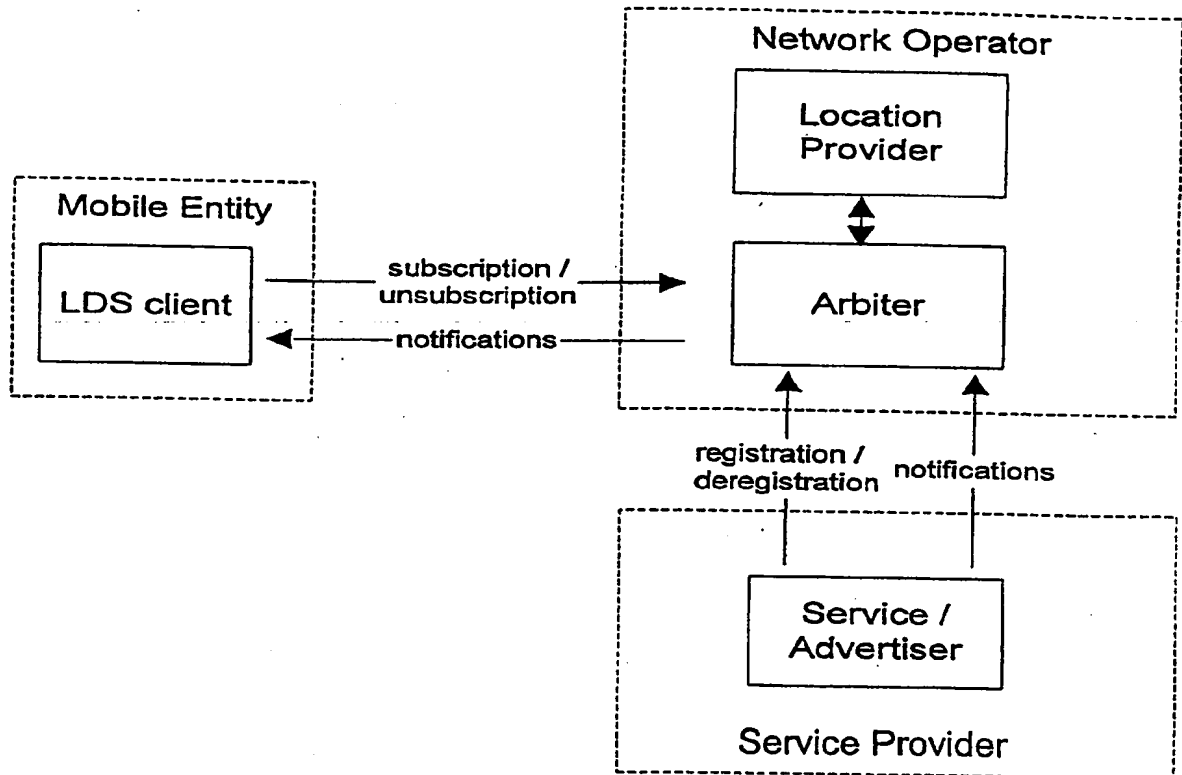 Network Operator
Location
Provider
Mobile Entity
LDS client
subscription /
unsubscription
notifications
Arbiter
registration /
deregistration
notifications
Service /
Advertiser
Service Provider